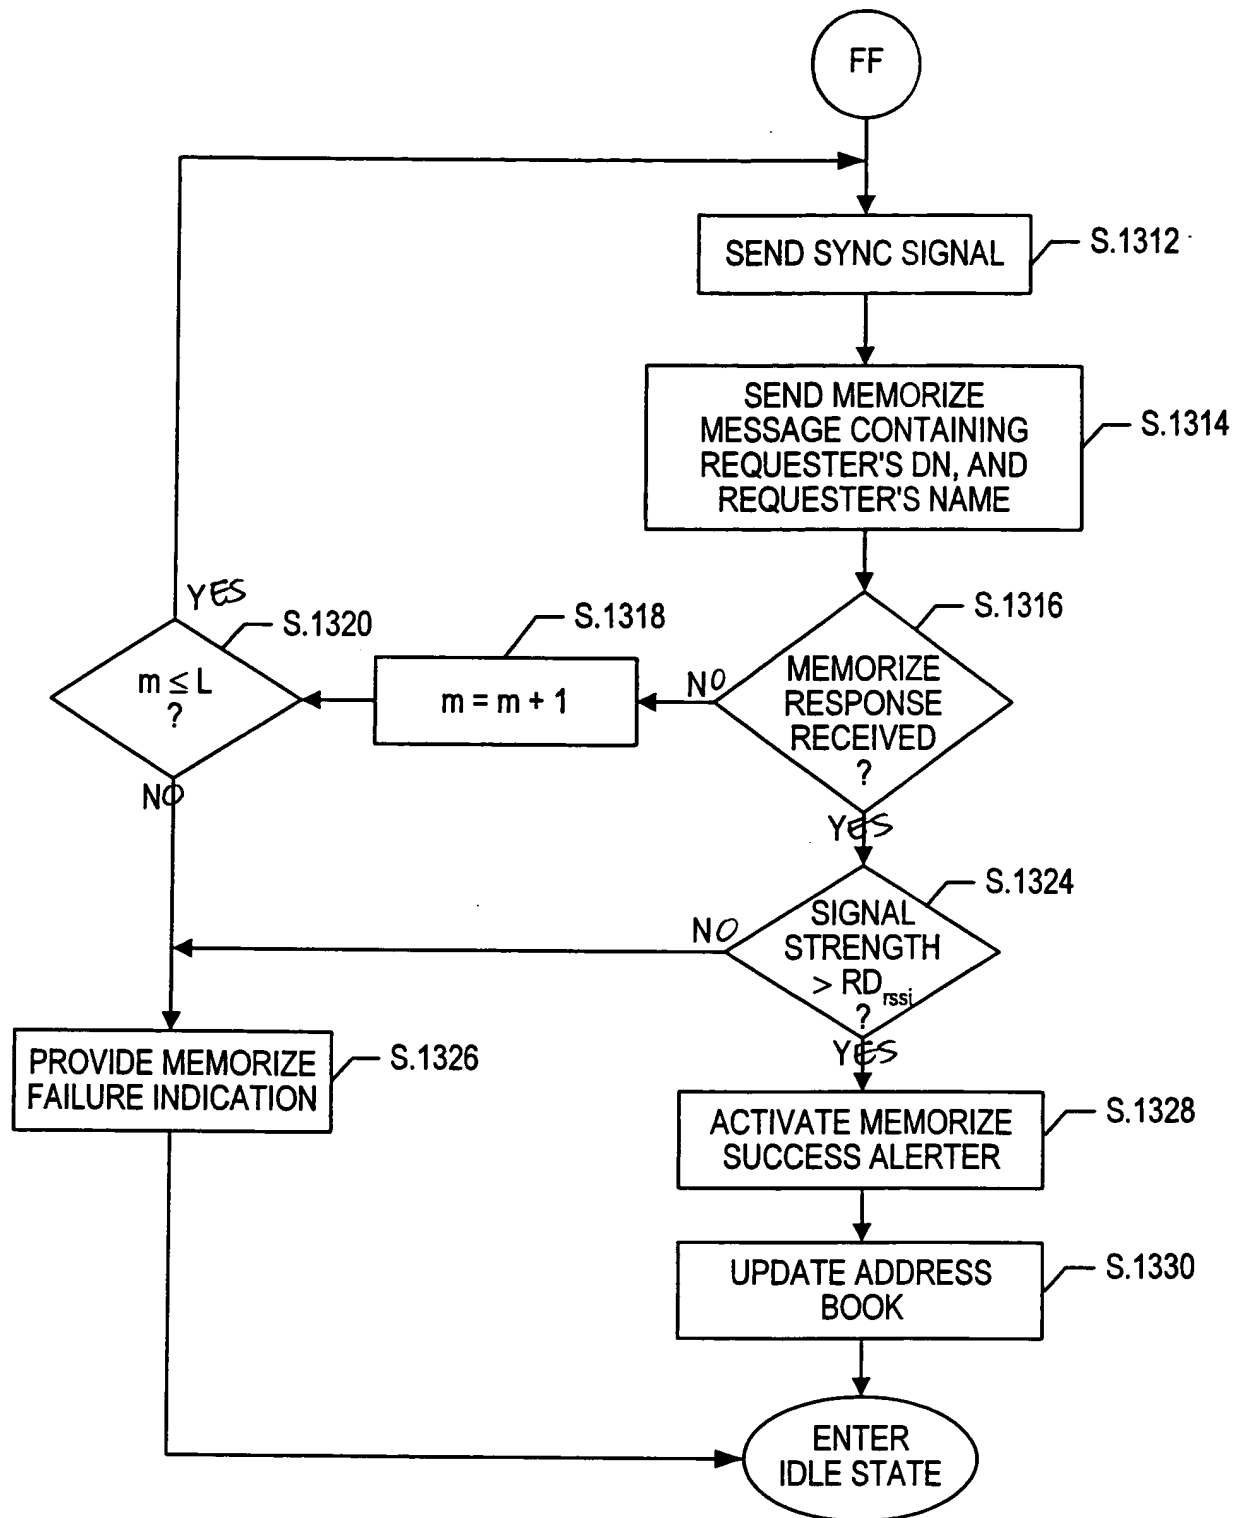 FF
SEND SYNC SIGNAL
S.1312
SEND MEMORIZE
MESSAGE CONTAINING
REQUESTER'S DN, AND
REQUESTER'S NAME
S.1314
YES
S.1320
m ≤ L
?
NO
S.1318
m = m + 1
NO
S.1316
MEMORIZE
RESPONSE
RECEIVED
?
YES
S.1324
NO
SIGNAL
STRENGTH
> RDrssi
?
YES
PROVIDE MEMORIZE
FAILURE INDICATION
S.1326
ACTIVATE MEMORIZE
SUCCESS ALERTER
S.1328
UPDATE ADDRESS
BOOK
S.1330
ENTER
IDLE STATE